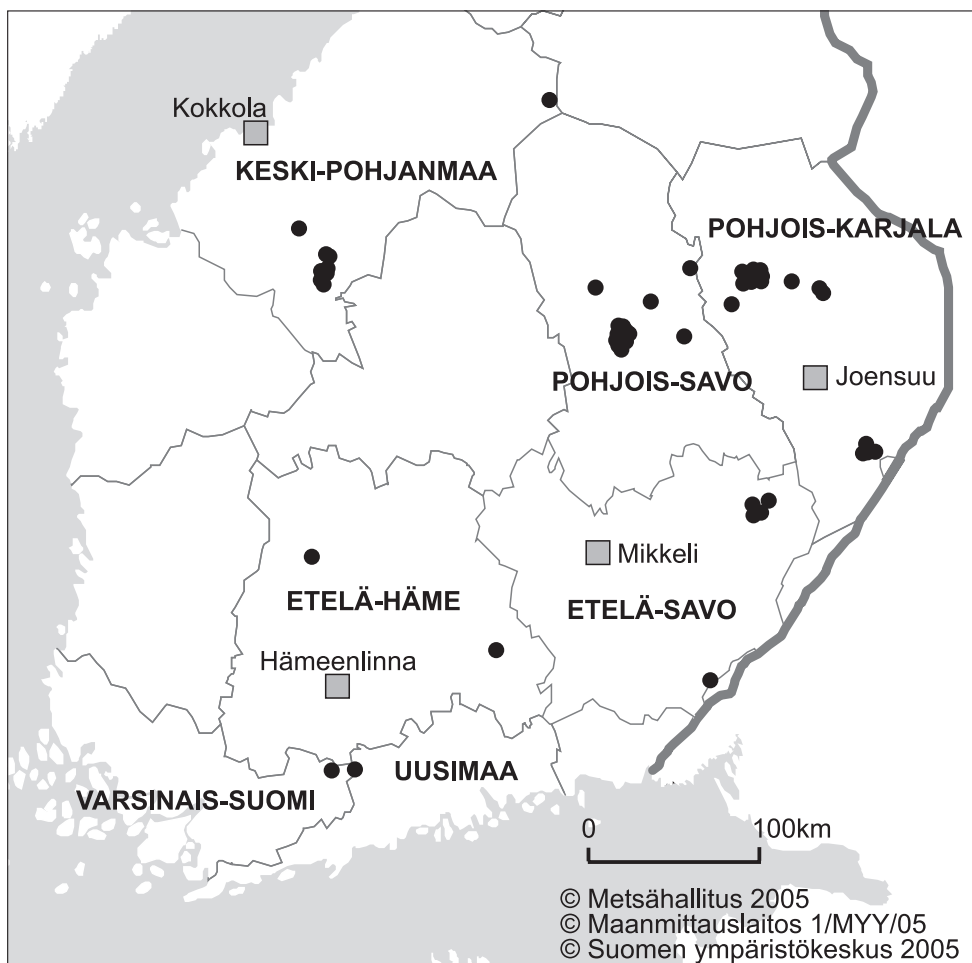 Kokkola
KESKI-POHJANMAA
POHJOIS-KARJALA
POHJOIS-SAVO
Joensuu
Mikkeli
ETELÄ-HÄME
ETELÄ-SAVO
Hämeenlinna
UUSIMAA
VARSINAIS-SUOMI
0 100km
© Metsähallitus 2005
© Maanmittauslaitos 1/MYY/05
© Suomen ympäristökeskus 2005